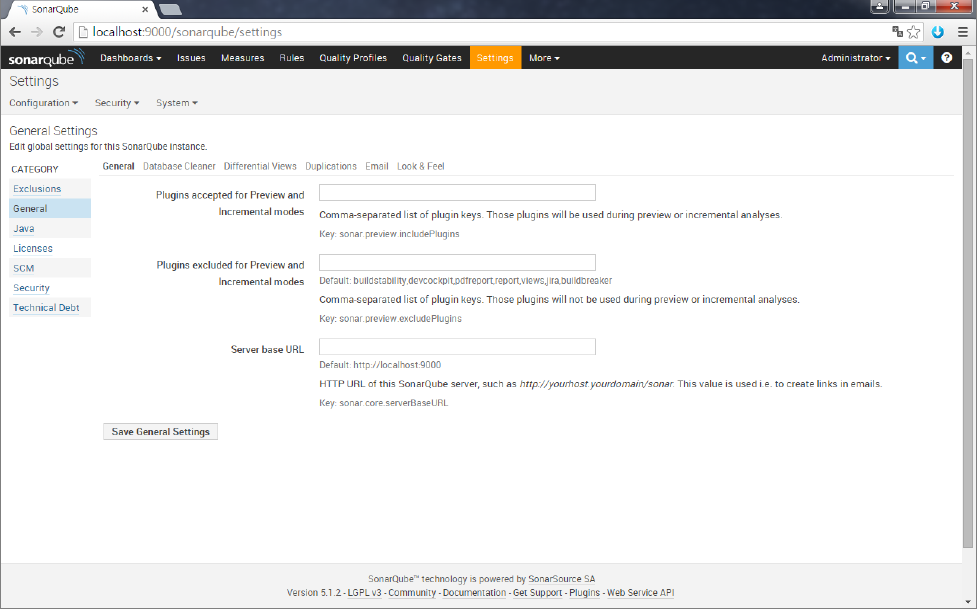 SonarQube
localhost:9000/sonarqube/settings
sonarqube Dashboards Issues Measures Rules Quality Profiles Quality Gates Settings More Administrator ?
Settings
Configuration Security System
General Settings
Edit global settings for this SonarQube instance.
CATEGORY
Exclusions
General
Java
Licenses
SCM
Security
Technical Debt
General Database Cleaner Differential Views Duplications Email Look & Feel
Plugins accepted for Preview and
Incremental modes
Comma-separated list of plugin keys. Those plugins will be used during preview or incremental analyses.
Key: sonar.preview.includePlugins
Plugins excluded for Preview and
Incremental modes
Default: buildstability,devcockpit,pdfreport,report,views,jira,buildbreaker
Comma-separated list of plugin keys. Those plugins will not be used during preview or incremental analyses.
Key: sonar.preview.excludePlugins
Server base URL
Default: http://localhost:9000
HTTP URL of this SonarQube server, such as http://yourhost.yourdomain/sonar. This value is used i.e. to create links in emails.
Key: sonar.core.serverBaseURL
Save General Settings
SonarQube™ technology is powered by SonarSource SA
Version 5.1.2 - LGPL v3 - Community - Documentation - Get Support - Plugins - Web Service API